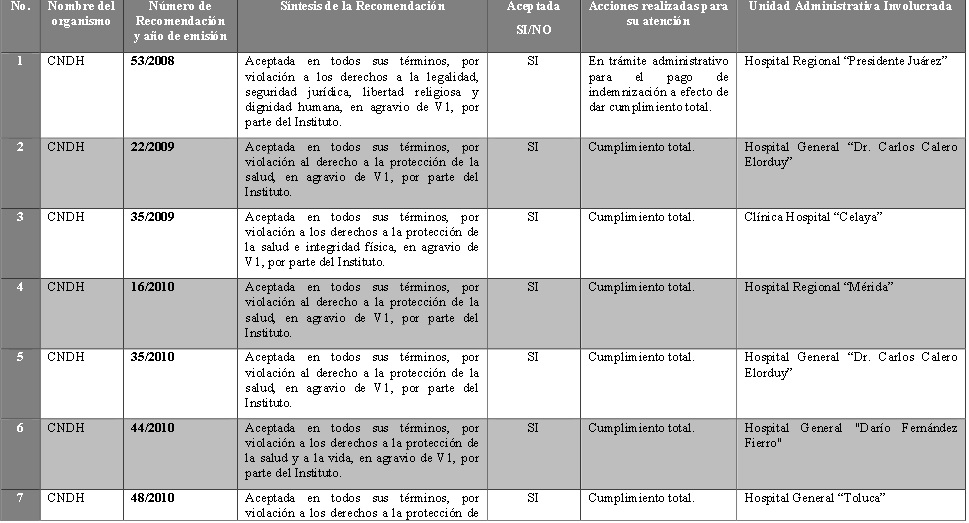 No. Nombre del organismo Número de Recomendación y año de emisión Síntesis de la Recomendación Aceptada SI/NO Acciones realizadas para su atención Unidad Administrativa Involucrada
1 CNDH 53/2008 Aceptada en todos sus términos, por SI En trámite administrativo Hospital Regional “Presidente Juárez”
violación a los derechos a la legalidad, para el pago de
seguridad jurídica, libertad religiosa y indemnización a efecto de
dignidad humana, en agravio de V1, por dar cumplimiento total.
parte del Instituto.
2 CNDH 22/2009 Aceptada en todos sus términos, por SI Cumplimiento total. Hospital General “Dr. Carlos Calero
violación al derecho a la protección de la Elorduy”
salud, en agravio de V1, por parte del
Instituto.
3 CNDH 35/2009 Aceptada en todos sus términos, por SI Cumplimiento total. Clínica Hospital “Celaya”
violación a los derechos a la protección de
la salud e integridad física, en agravio de
V1, por parte del Instituto.
4 CNDH 16/2010 Aceptada en todos sus términos, por SI Cumplimiento total. Hospital Regional “Mérida”
violación al derecho a la protección de la
salud, en agravio de V1, por parte del
Instituto.
5 CNDH 35/2010 Aceptada en todos sus términos, por SI Cumplimiento total. Hospital General “Dr. Carlos Calero
violación al derecho a la protección de la Elorduy”
salud, en agravio de V1, por parte del
Instituto.
6 CNDH 44/2010 Aceptada en todos sus términos, por SI Cumplimiento total. Hospital General "Darío Fernández
violación a los derechos a la protección de Fierro"
la salud y a la vida, en agravio de V1, por
parte del Instituto.
7 CNDH 48/2010 Aceptada en todos sus términos, por SI Cumplimiento total. Hospital General “Toluca”
violación a los derechos a la protección de